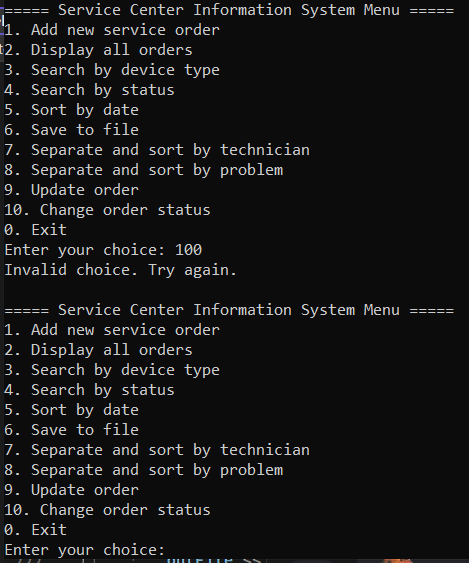 ===== Service Center Information System Menu =====
1. Add new service order
2. Display all orders
3. Search by device type
4. Search by status
5. Sort by date
6. Save to file
7. Separate and sort by technician
8. Separate and sort by problem
9. Update order
10. Change order status
0. Exit
Enter your choice: 100
Invalid choice. Try again.

===== Service Center Information System Menu =====
1. Add new service order
2. Display all orders
3. Search by device type
4. Search by status
5. Sort by date
6. Save to file
7. Separate and sort by technician
8. Separate and sort by problem
9. Update order
10. Change order status
0. Exit
Enter your choice: